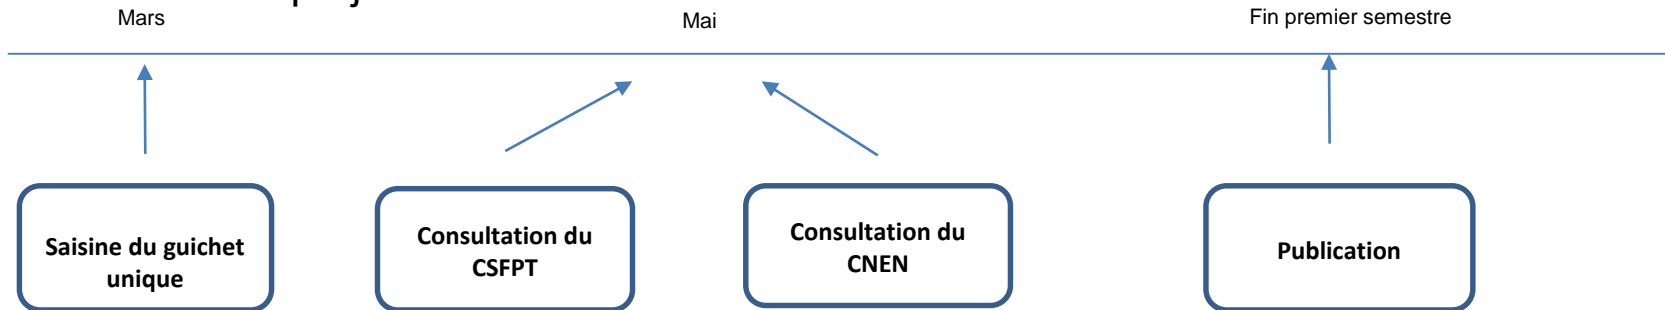 Mars
Mai
Fin premier semestre
Saisine du guichet
unique
Consultation du
CSFPT
Consultation du
CNEN
Publication